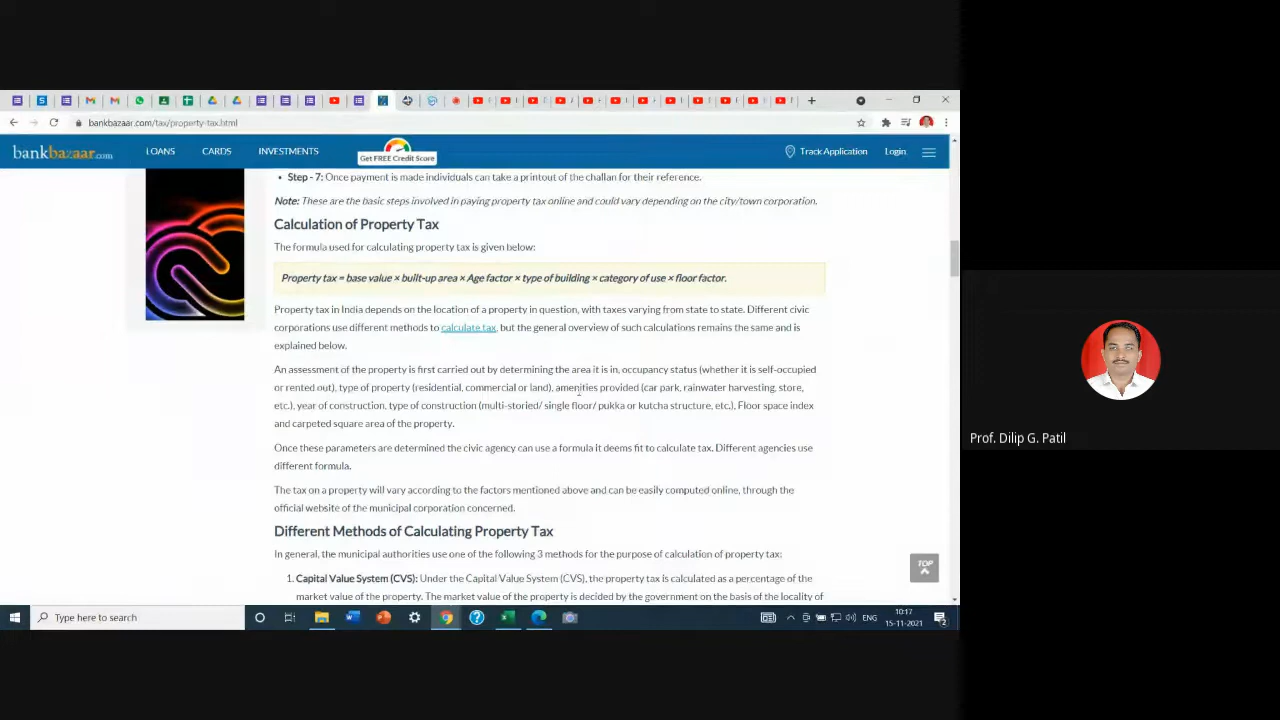 bankbazaar.com/tax/property-tax.html
bankbazaar.com
LOANS
CARDS
INVESTMENTS
Get FREE Credit Score
Track Application
Login
• Step - 7: Once payment is made individuals can take a printout of the challan for their reference.
Note: These are the basic steps involved in paying property tax online and could vary depending on the city/town corporation.
Calculation of Property Tax
The formula used for calculating property tax is given below:
Property tax = base value × built-up area × Age factor × type of building × category of use × floor factor.
Property tax in India depends on the location of a property in question, with taxes varying from state to state. Different civic
corporations use different methods to calculate tax, but the general overview of such calculations remains the same and is
explained below.
An assessment of the property is first carried out by determining the area it is in, occupancy status (whether it is self-occupied
or rented out), type of property (residential, commercial or land), amenities provided (car park, rainwater harvesting, store,
etc.), year of construction, type of construction (multi-storied/ single floor/ pukka or kutcha structure, etc.), Floor space index
and carpeted square area of the property.
Once these parameters are determined the civic agency can use a formula it deems fit to calculate tax. Different agencies use
different formula.
The tax on a property will vary according to the factors mentioned above and can be easily computed online, through the
official website of the municipal corporation concerned.
Different Methods of Calculating Property Tax
In general, the municipal authorities use one of the following 3 methods for the purpose of calculation of property tax:
1. Capital Value System (CVS): Under the Capital Value System (CVS), the property tax is calculated as a percentage of the
market value of the property. The market value of the property is decided by the government on the basis of the locality of
TOP
Type here to search
ENG
10:17
15-11-2021
2
Prof. Dilip G. Patil